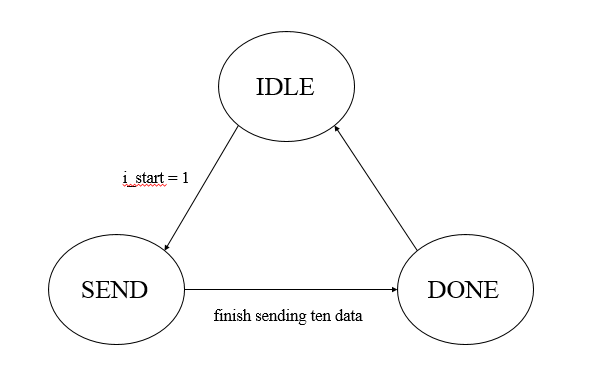 IDLE
i_start = 1
SEND
DONE
finish sending ten data